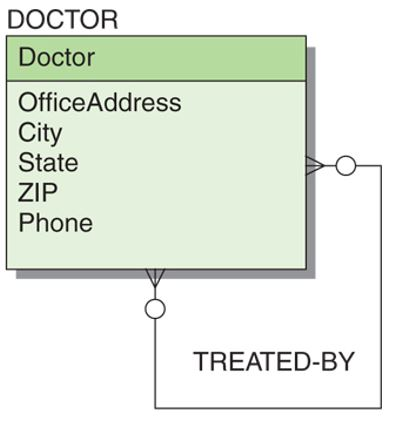 DOCTOR
Doctor
OfficeAddress
City
State
ZIP
Phone
TREATED-BY